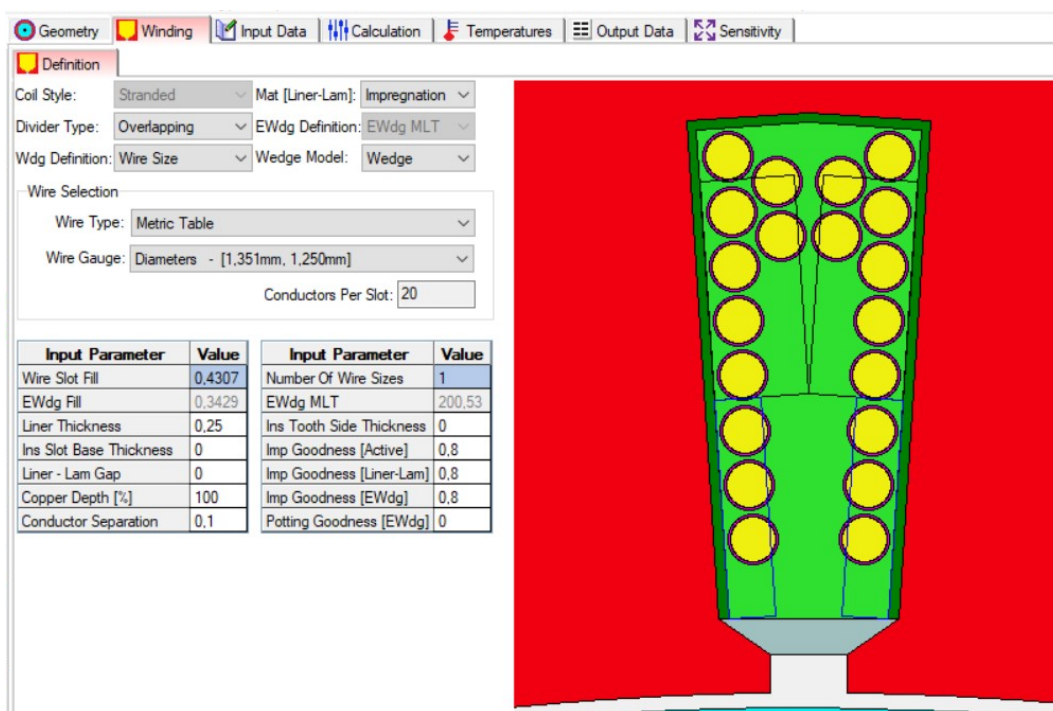 Geometry Winding Input Data Calculation Temperatures Output Data Sensitivity
Definition
Coil Style: Stranded Mat [Liner-Lam]: Impregnation
Divider Type: Overlapping EWdg Definition: EWdg MLT
Wdg Definition: Wire Size Wedge Model: Wedge
Wire Selection
Wire Type: Metric Table
Wire Gauge: Diameters - [1,351mm, 1,250mm]
Conductors Per Slot: 20
Input Parameter Value Input Parameter Value
Wire Slot Fill 0,4307 Number Of Wire Sizes 1
EWdg Fill 0,3429 EWdg MLT 200,53
Liner Thickness 0,25 Ins Tooth Side Thickness 0
Ins Slot Base Thickness 0 Imp Goodness [Active] 0,8
Liner - Lam Gap 0 Imp Goodness [Liner-Lam] 0,8
Copper Depth [%] 100 Imp Goodness [EWdg] 0,8
Conductor Separation 0,1 Potting Goodness [EWdg] 0